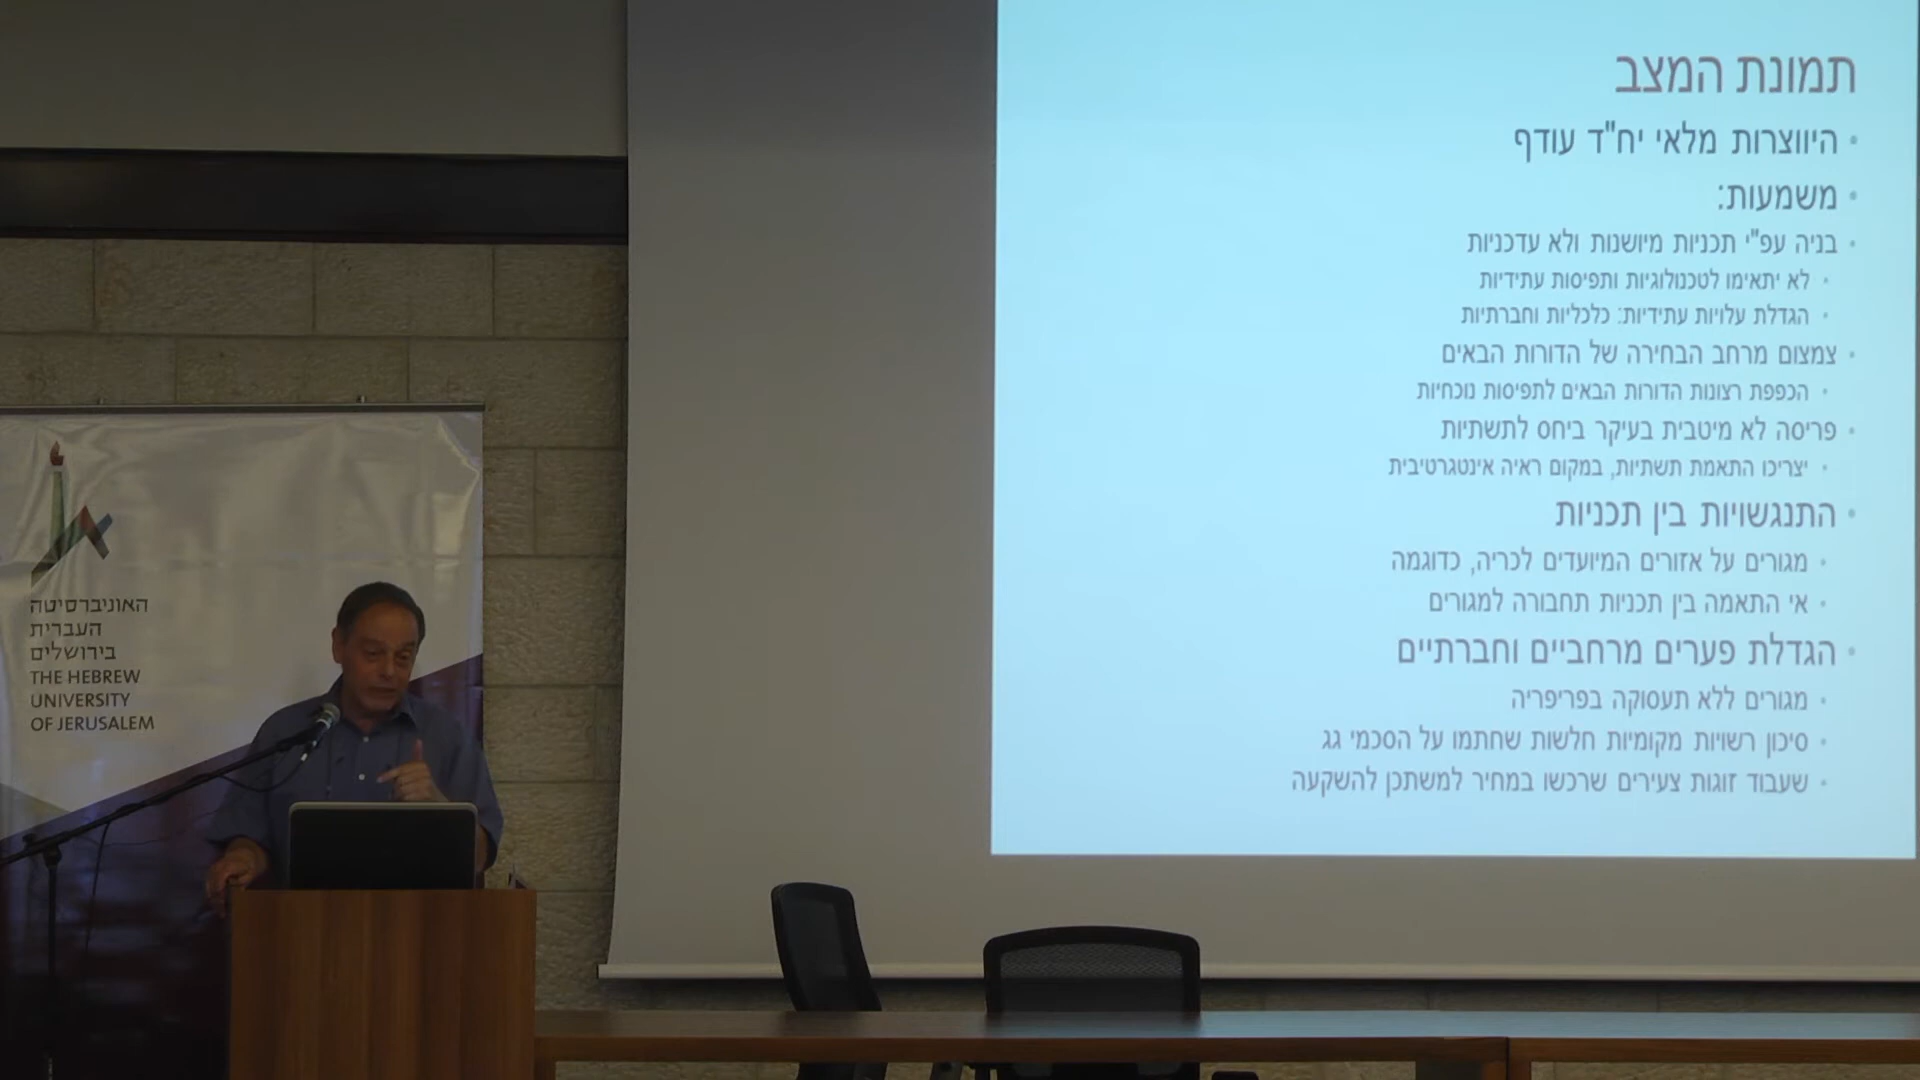 תמונת המצב
היווצרות מלאי יח"ד עודף
משמעות:
בניה עפ"י תכניות מיושנות ולא עדכניות
לא יתאימו לטכנולוגיות ותפיסות עתידיות
הגדלת עלויות עתידיות: כלכליות וחברתיות
צמצום מרחב הבחירה של הדורות הבאים
הכפפת רצונות הדורות הבאים לתפיסות נוכחיות
פריסה לא מיטבית בעיקר ביחס לתשתיות
יצריכו התאמת תשתיות, במקום ראיה אינטגרטיבית
התנגשויות בין תכניות
מגורים על אזורים המיועדים לכריה, כדוגמה
אי התאמה בין תכניות תחבורה למגורים
הגדלת פערים מרחביים וחברתיים
מגורים ללא תעסוקה בפריפריה
סיכון רשויות מקומיות חלשות שחתמו על הסכמי גג
שעבוד זוגות צעירים שרכשו במחיר למשתכן להשקעה
האוניברסיטה
העברית
בירושלים
THE HEBREW
UNIVERSITY
OF JERUSALEM